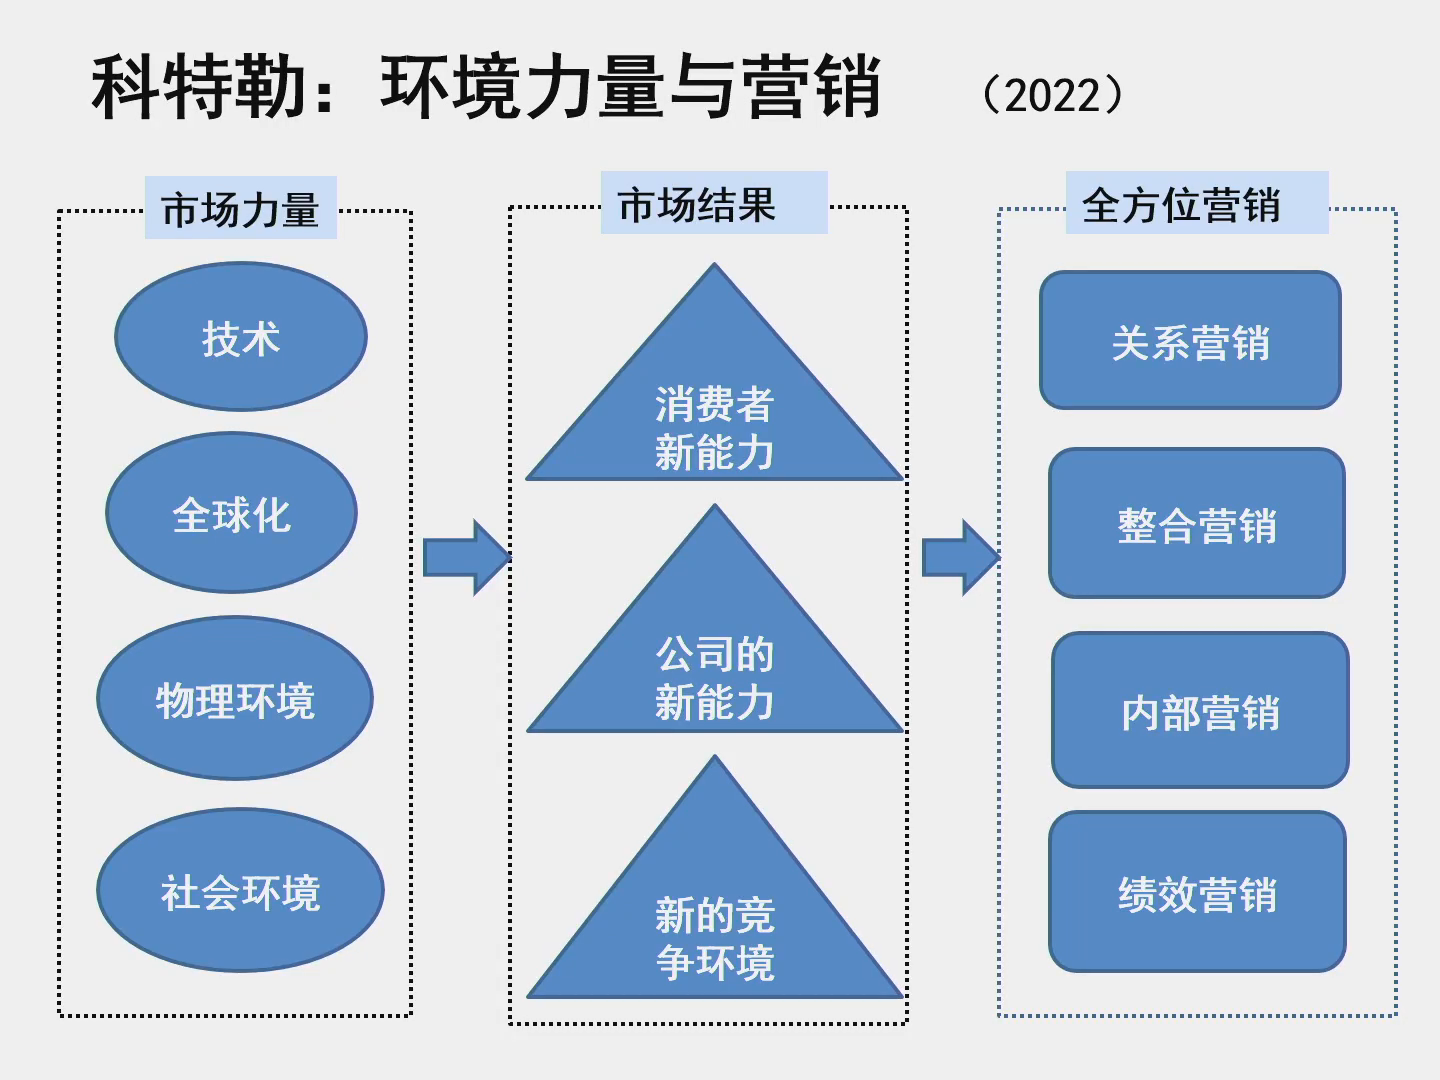 科特勒：环境力量与营销 （2022）
市场力量
技术
全球化
物理环境
社会环境
市场结果
消费者
新能力
公司的
新能力
新的竞
争环境
全方位营销
关系营销
整合营销
内部营销
绩效营销